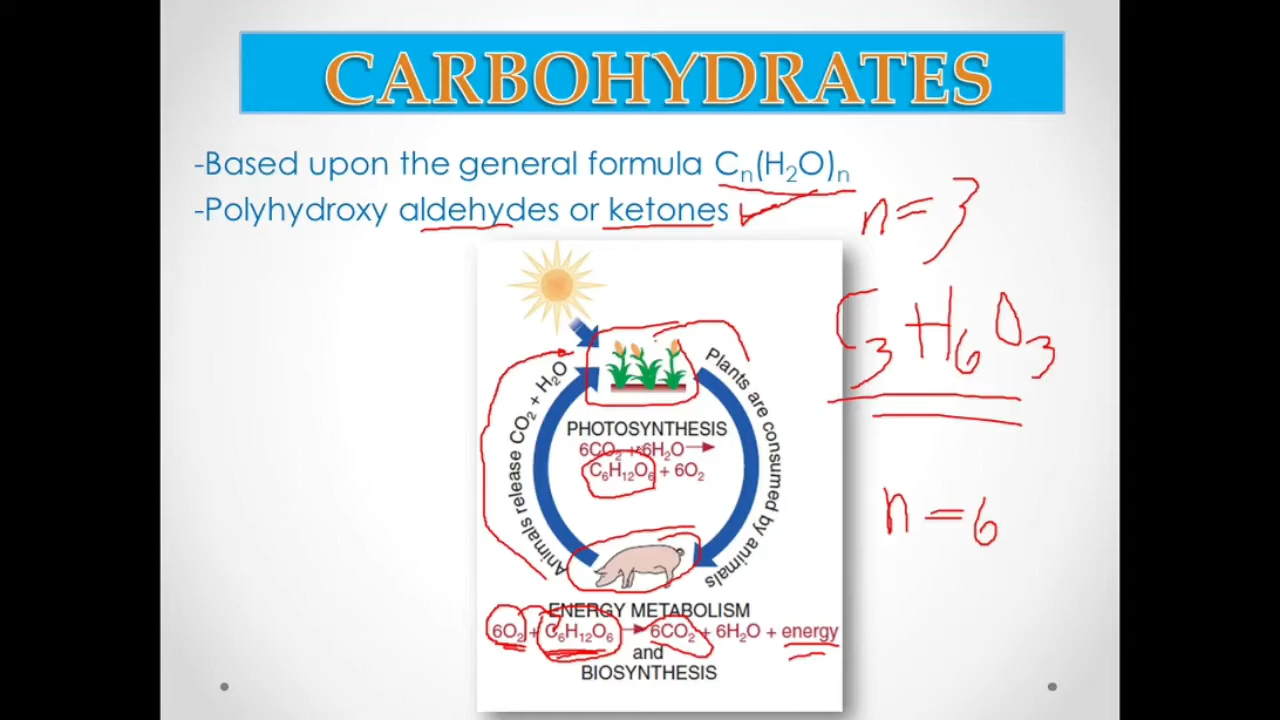 CARBOHYDRATES
-Based upon the general formula Cₙ(H₂O)ₙ
-Polyhydroxy aldehydes or ketones
n=3
C₃H₆O₃
Plants are consumed by animals
Animals release CO₂ + H₂O
PHOTOSYNTHESIS
6CO₂ + 6H₂O →
C₆H₁₂O₆ + 6O₂
n=6
ENERGY METABOLISM
6O₂ + C₆H₁₂O₆ → 6CO₂ + 6H₂O + energy
and
BIOSYNTHESIS